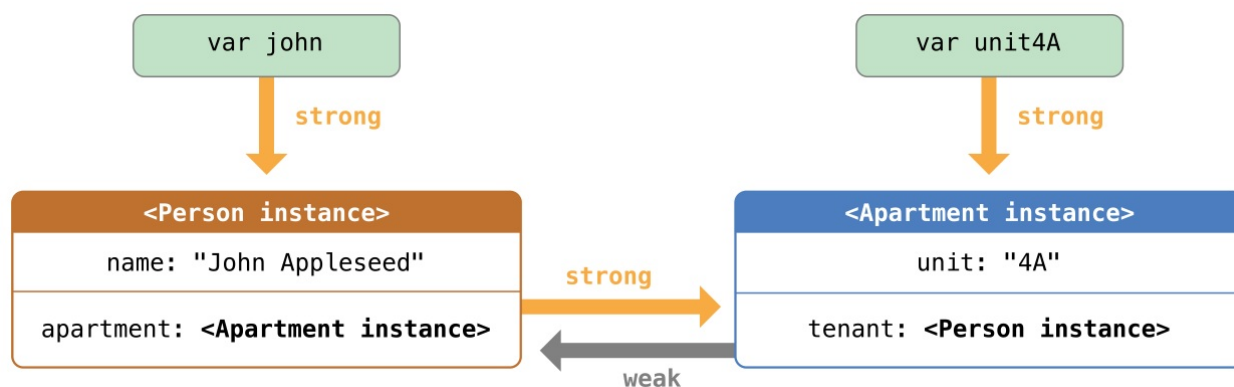 var john
var unit4A
strong
strong
<Person instance>
<Apartment instance>
name: "John Appleseed"
unit: "4A"
strong
apartment: <Apartment instance>
tenant: <Person instance>
weak